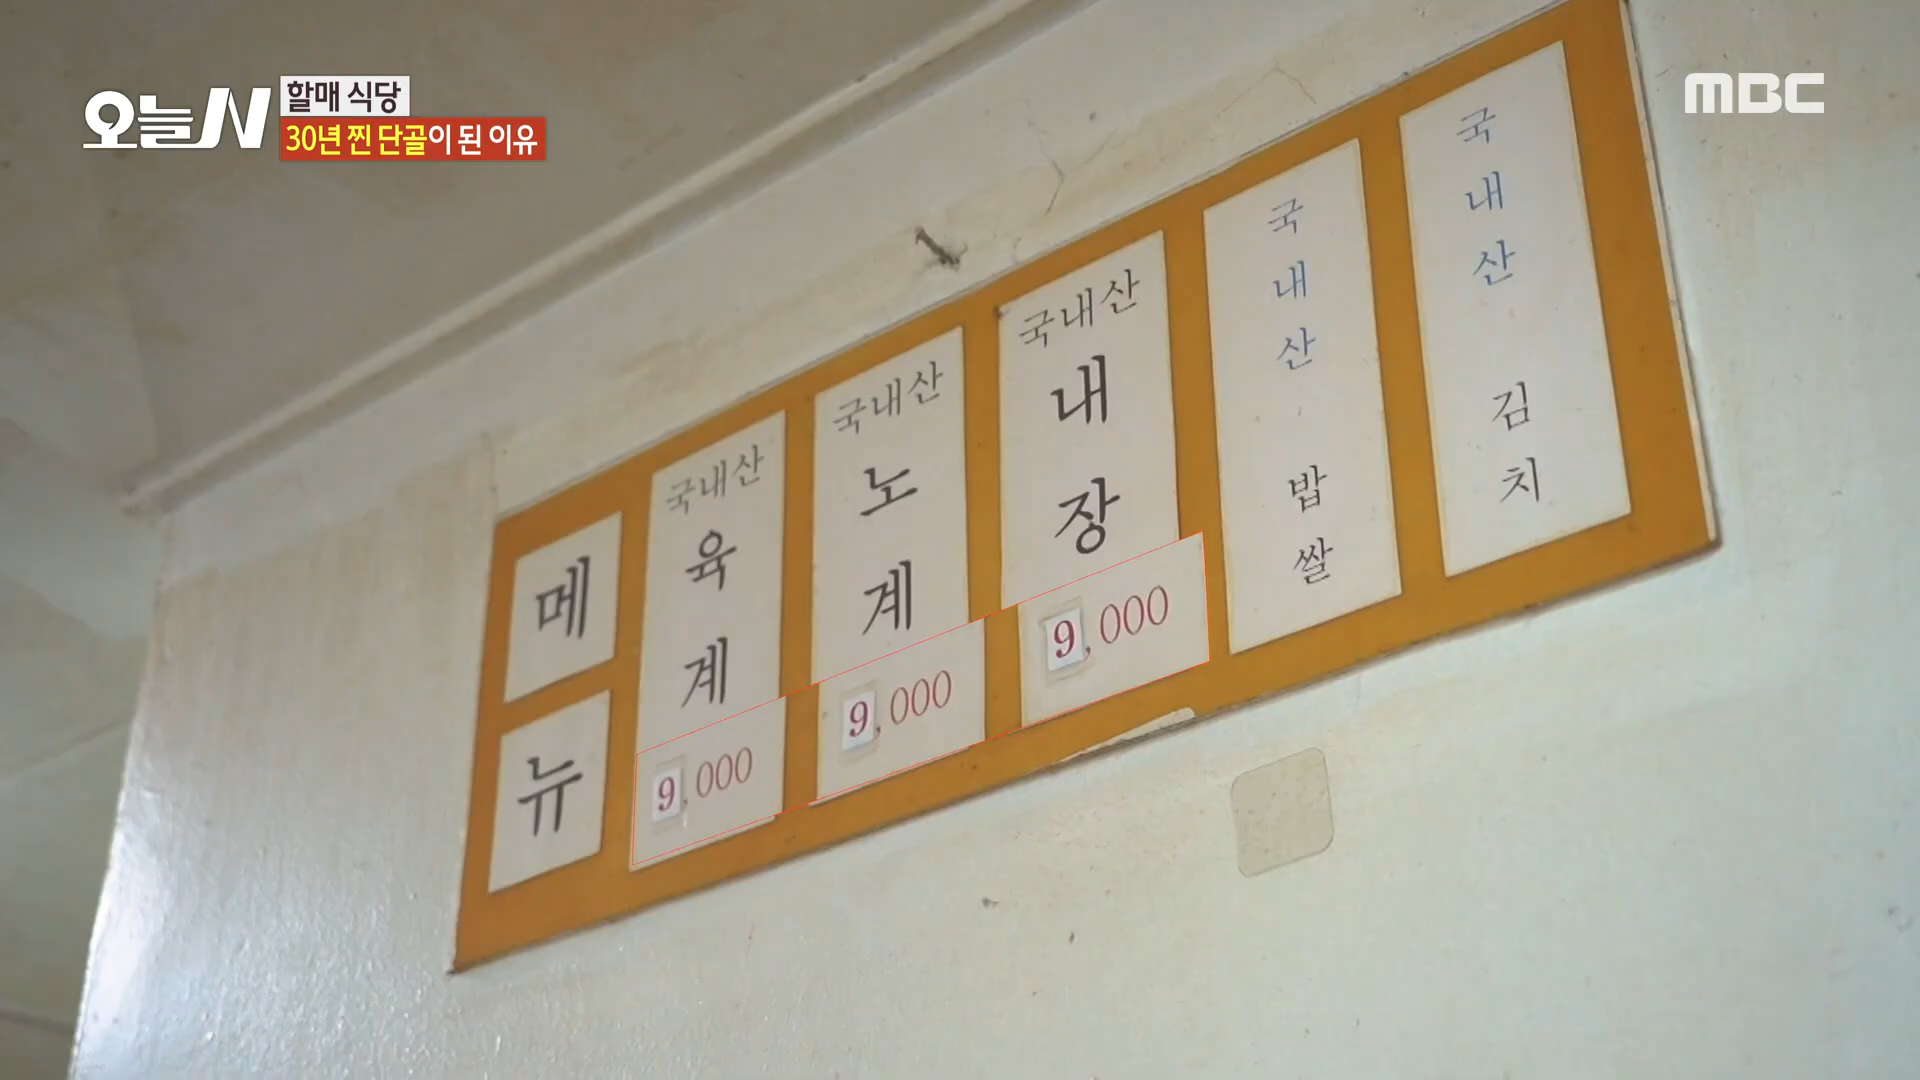 오늘N
할매 식당
30년 찐 단골이 된 이유
MBC
메뉴
국내산
육계
9,000
국내산
노계
9,000
국내산
내장
9,000
국내산 밥쌀
국내산 김치